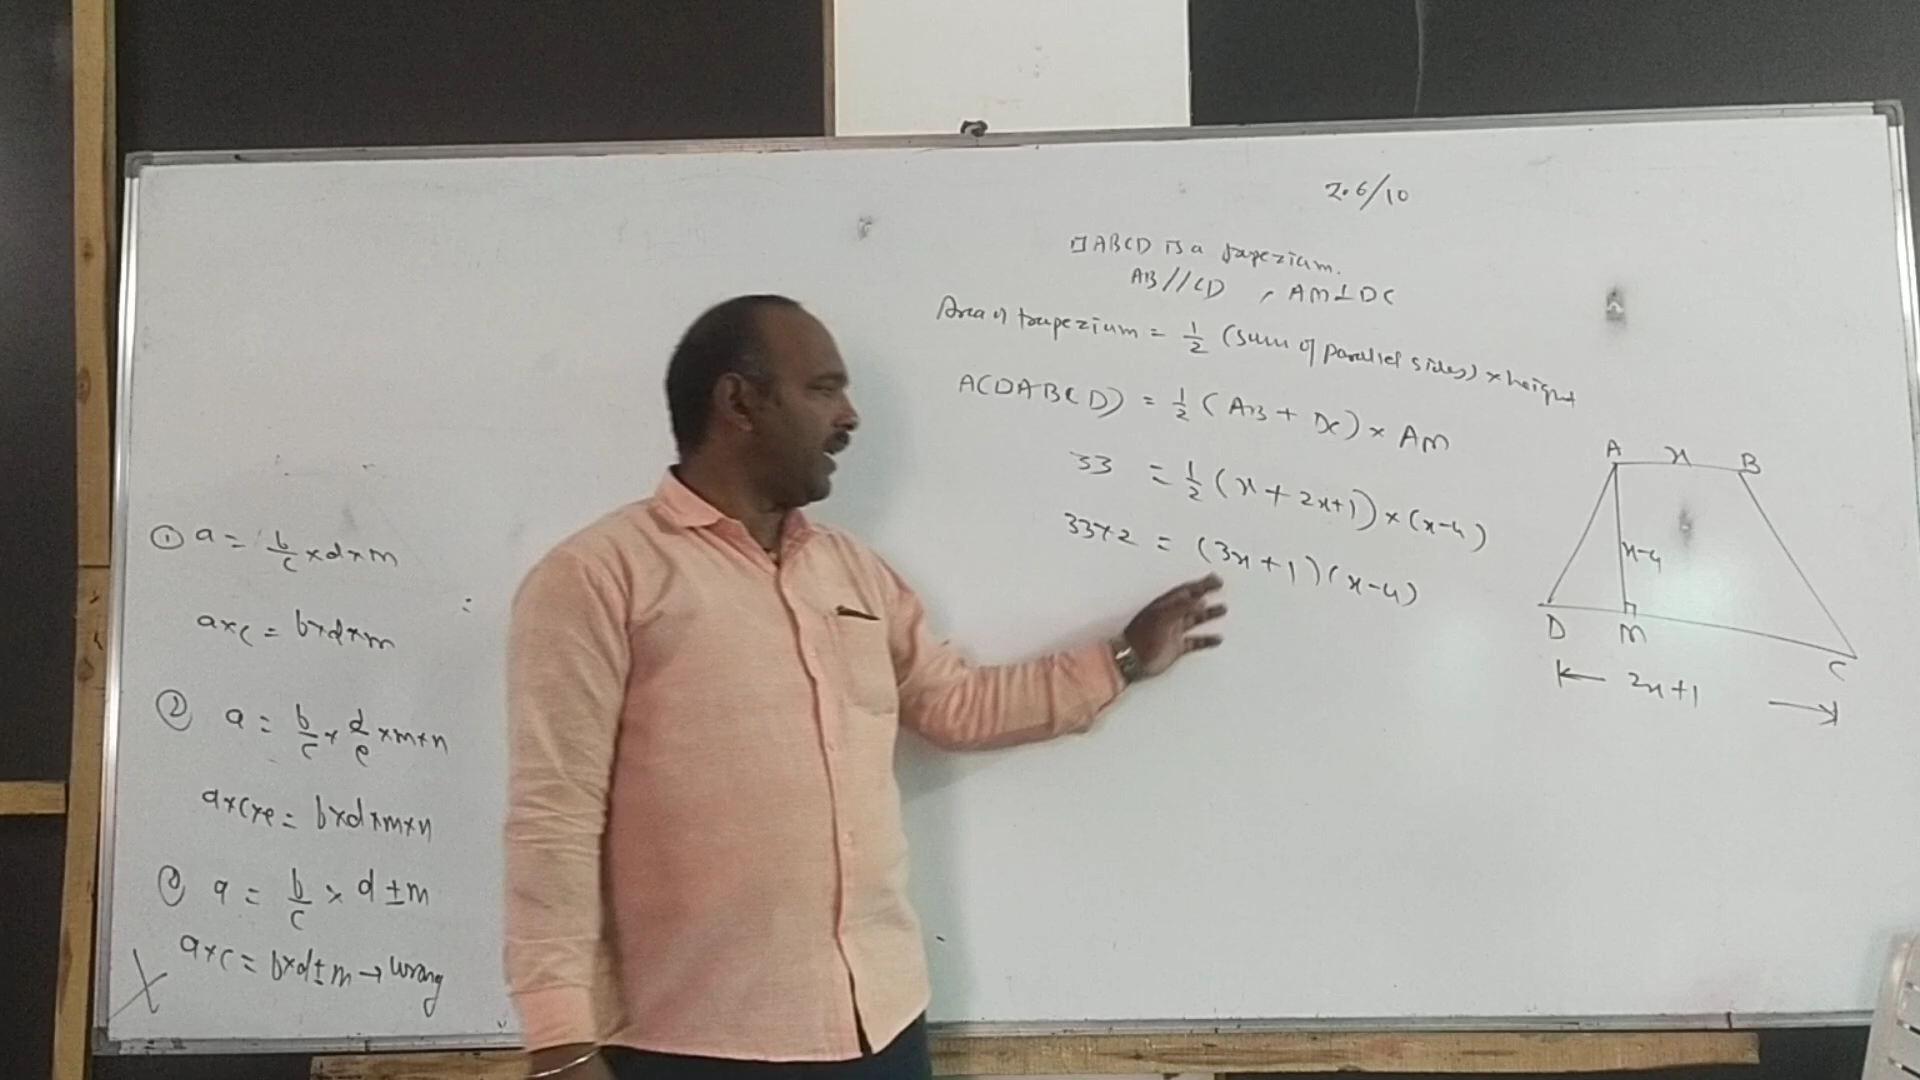 2.6/10
□ABCD is a trapezium.
AB//CD , AM⊥DC
Area of trapezium = 1/2 (sum of parallel sides) × height
A(□ABCD) = 1/2 (AB + DC) × AM
33 = 1/2 (x + 2x+1) × (x-4)
33×2 = (3x+1)(x-4)
A x B
x-4
D M C
2x+1
① a = b/c × d × m
a×c = b×d×m
② a = b/c × d/e × m×n
a×c×e = b×d×m×n
③ a = b/c × d ± m
a×c = b×d±m → wrong